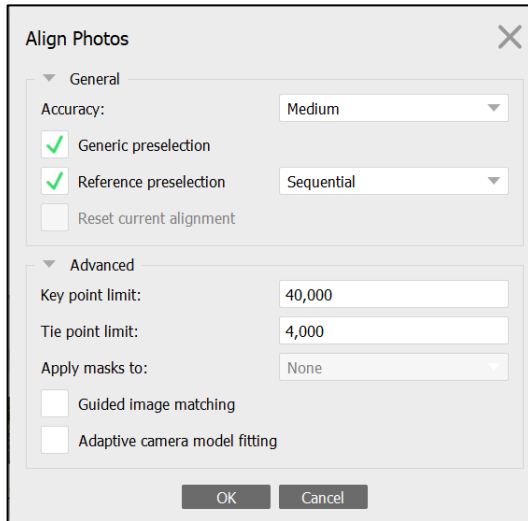 Align Photos
General
Accuracy: Medium
Generic preselection
Reference preselection Sequential
Reset current alignment
Advanced
Key point limit: 40,000
Tie point limit: 4,000
Apply masks to: None
Guided image matching
Adaptive camera model fitting
OK Cancel